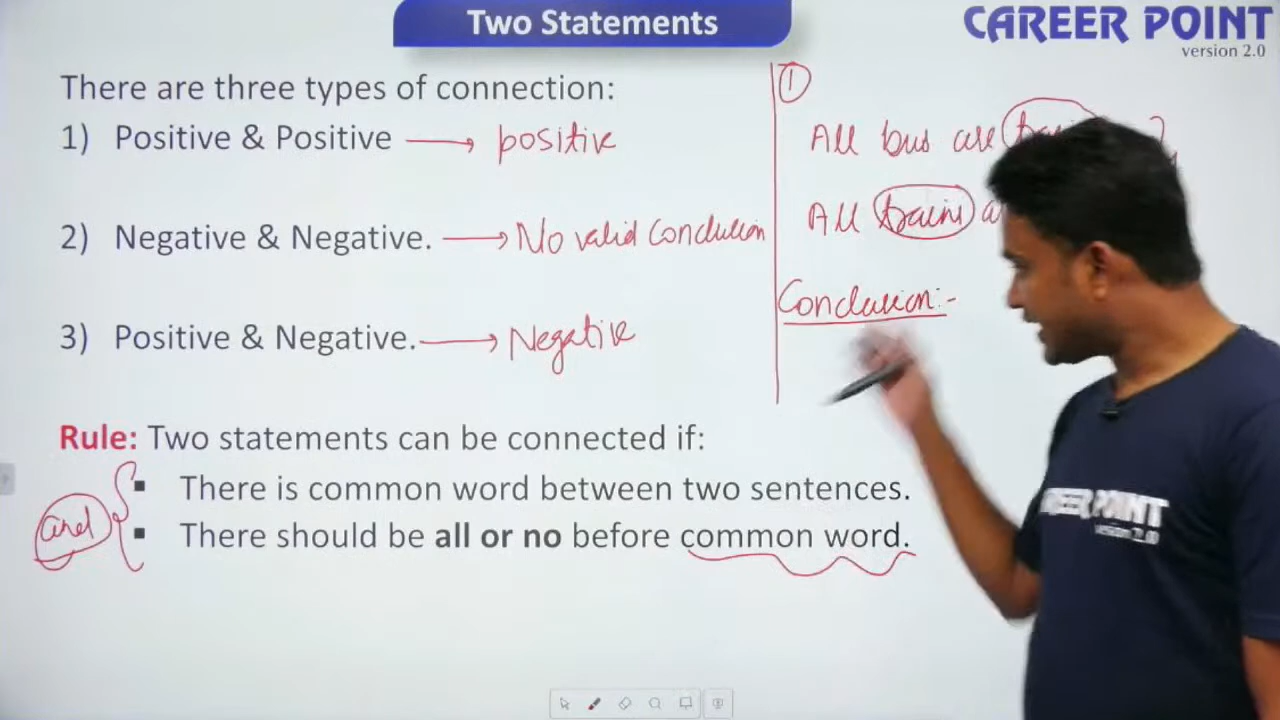 Two Statements
CAREER POINT
version 2.0
There are three types of connection:
1) Positive & Positive → positive
2) Negative & Negative. → No valid Conclusion
3) Positive & Negative. → Negative
Rule: Two statements can be connected if:
▪ There is common word between two sentences.
▪ There should be all or no before common word.
and
①
All bus are
All trains
Conclusion:-
CAREER POINT
version 2.0